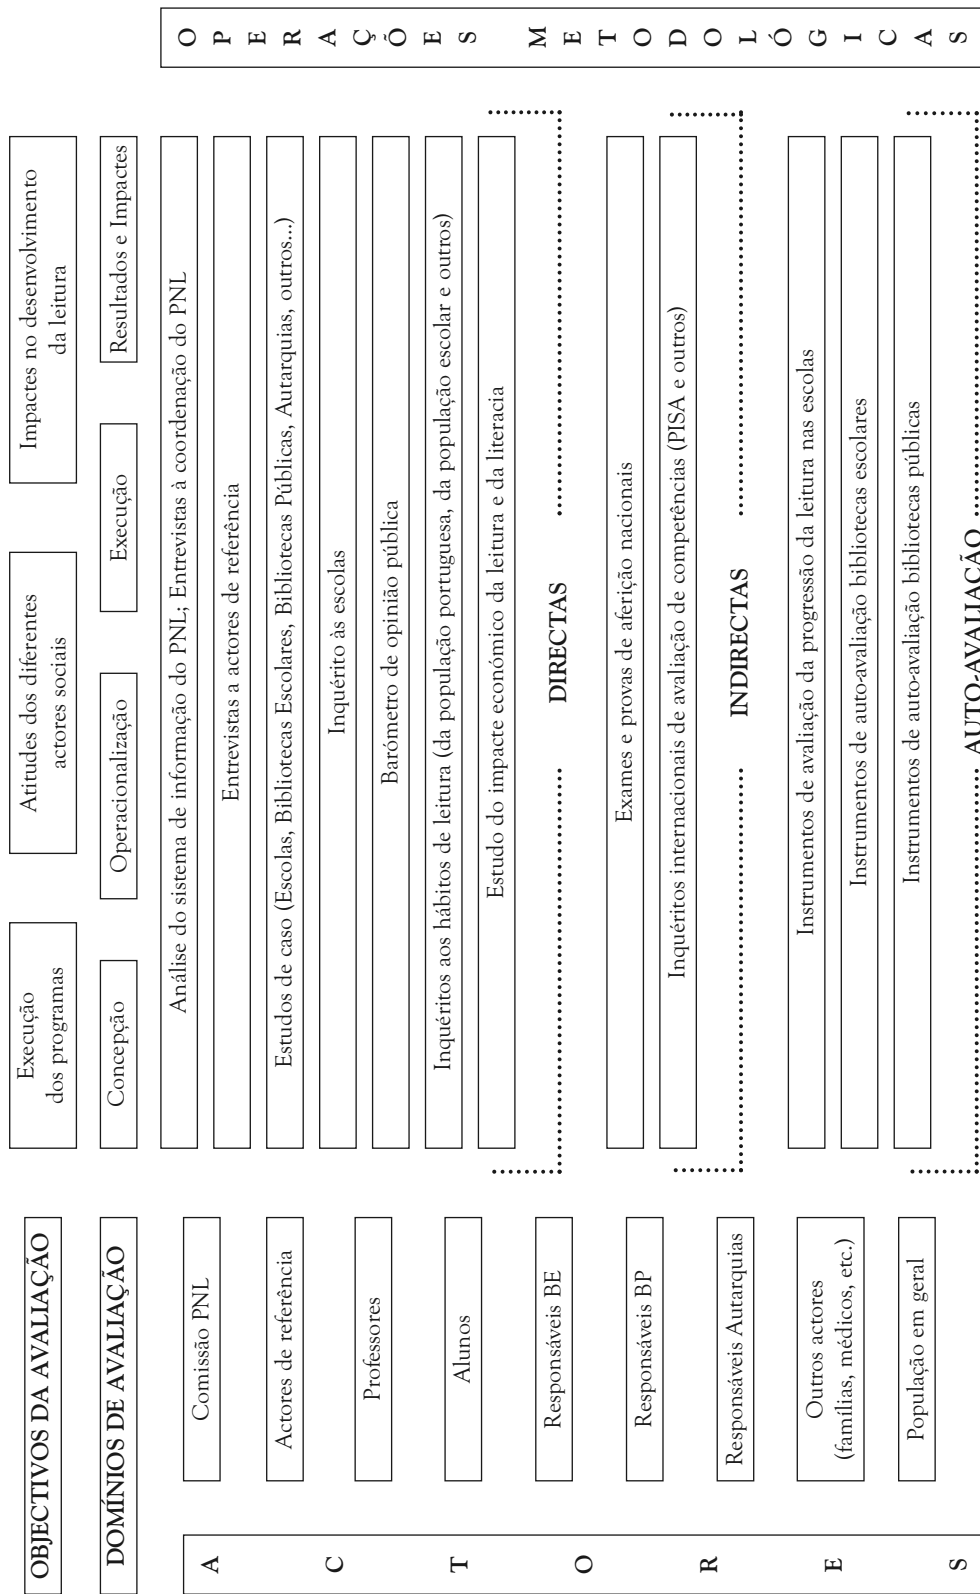 OBJECTIVOS DA AVALIAÇÃO
Execução
dos programas
Atitudes dos diferentes
actores sociais
Impactes no desenvolvimento
da leitura
DOMÍNIOS DE AVALIAÇÃO
Concepção
Operacionalização
Execução
Resultados e Impactes
A C T O R E S
Comissão PNL
Actores de referência
Professores
Alunos
Responsáveis BE
Responsáveis BP
Responsáveis Autarquias
Outros actores
(famílias, médicos, etc.)
População em geral
Análise do sistema de informação do PNL; Entrevistas à coordenação do PNL
Entrevistas a actores de referência
Estudos de caso (Escolas, Bibliotecas Escolares, Bibliotecas Públicas, Autarquias, outros...)
Inquérito às escolas
Barómetro de opinião pública
Inquéritos aos hábitos de leitura (da população portuguesa, da população escolar e outros)
Estudo do impacte económico da leitura e da literacia
DIRECTAS
Exames e provas de aferição nacionais
Inquéritos internacionais de avaliação de competências (PISA e outros)
INDIRECTAS
Instrumentos de avaliação da progressão da leitura nas escolas
Instrumentos de auto-avaliação bibliotecas escolares
Instrumentos de auto-avaliação bibliotecas públicas
AUTO-AVALIAÇÃO
O P E R A Ç Õ E S M E T O D O L Ó G I C A S